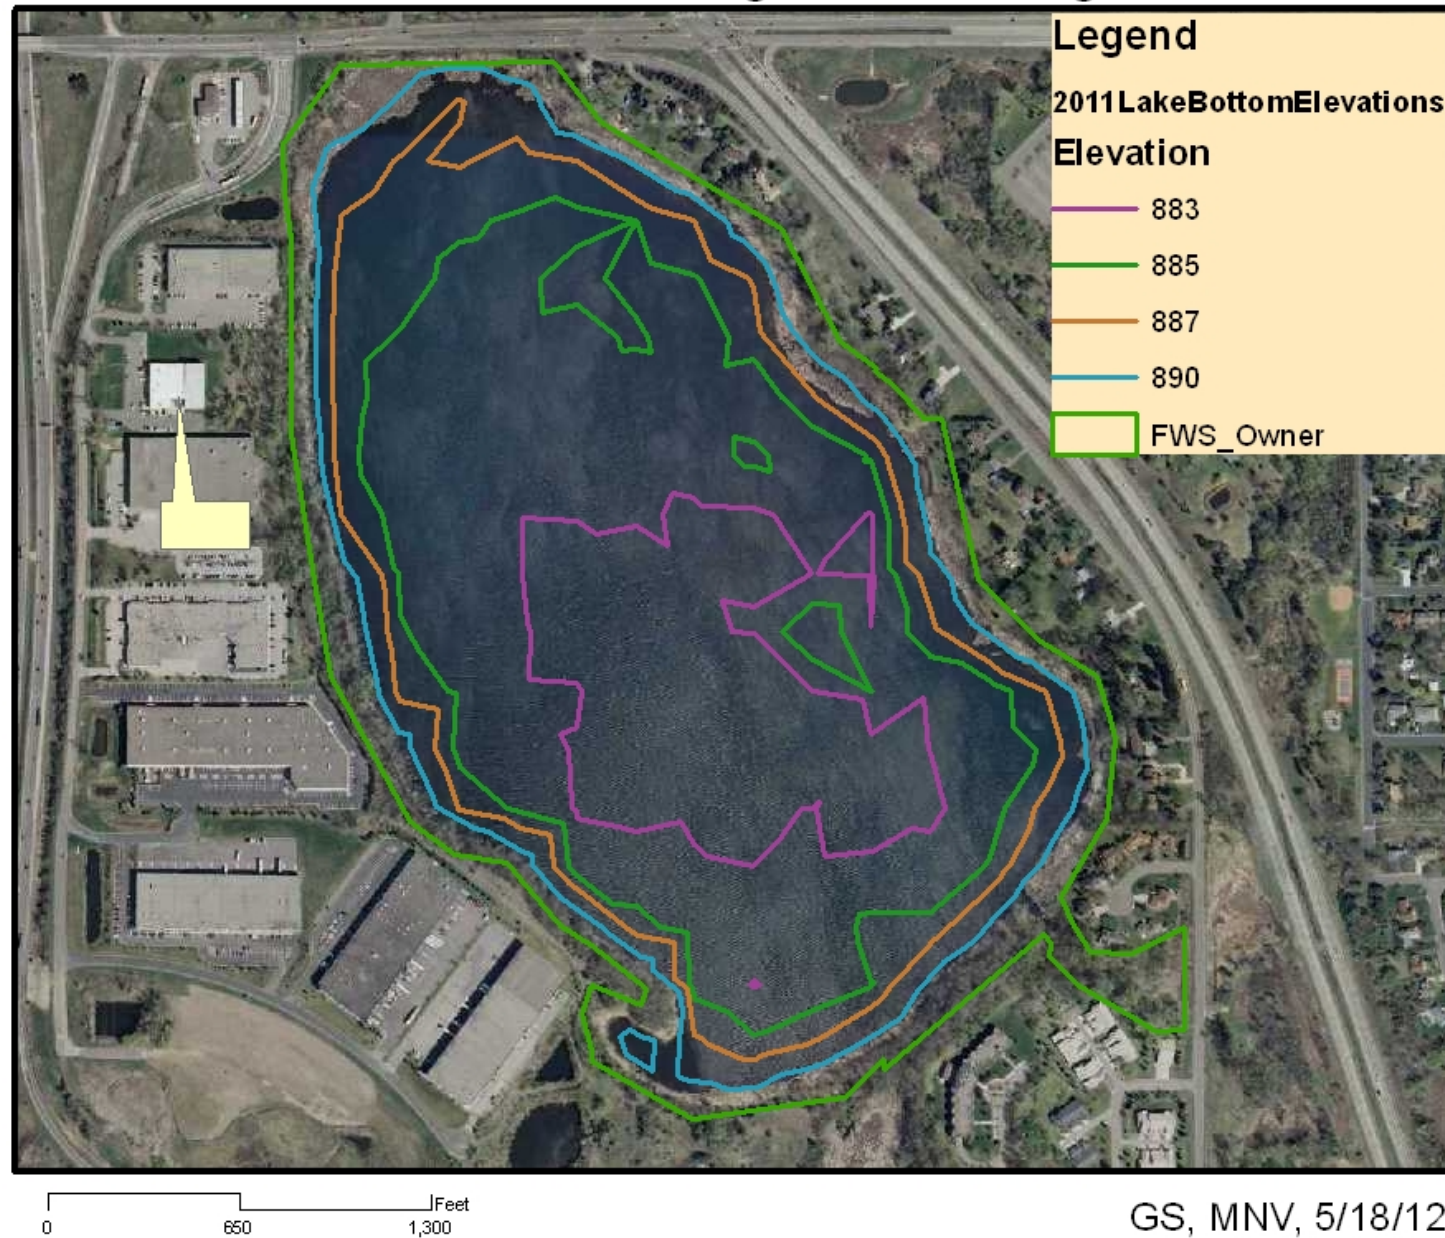 Legend
2011LakeBottomElevations
Elevation
883
885
887
890
FWS_Owner
Feet
0 650 1,300
GS, MNV, 5/18/12